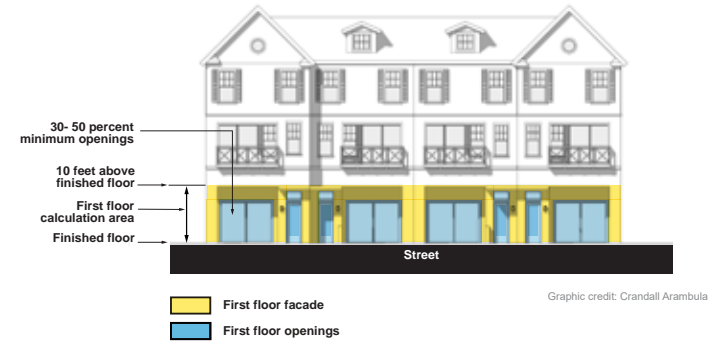 30- 50 percent
minimum openings
10 feet above
finished floor
First floor
calculation area
Finished floor
Street
First floor facade
First floor openings
Graphic credit: Crandall Arambula